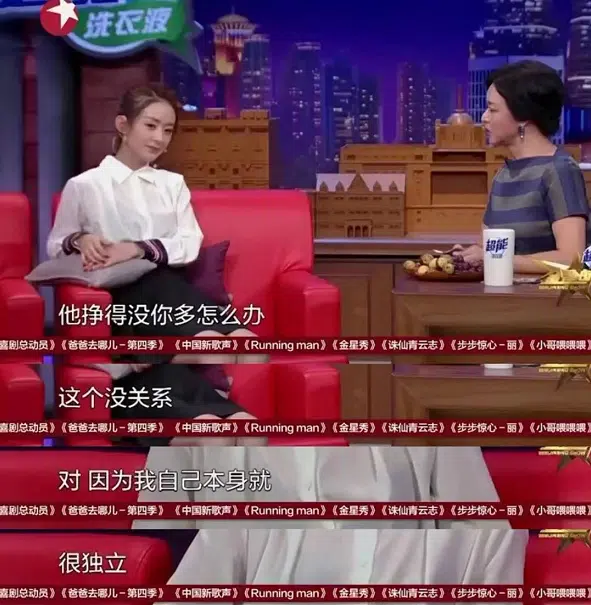 洗衣液
超能
他挣得没你多怎么办
喜剧总动员》《爸爸去哪儿-第四季》 《中国新歌声》《Running man》《金星秀》《诛仙青云志》《步步惊心-丽》《小哥喂喂喂》
这个没关系
喜剧总动员》《爸爸去哪儿-第四季》 《中国新歌声》《Running man》《金星秀》《诛仙青云志》《步步惊心-丽》《小哥喂喂喂》
对 因为我自己本身就
喜剧总动员》《爸爸去哪儿-第四季》 《中国新歌声》《Running man》《金星秀》《诛仙青云志》《步步惊心-丽》《小哥喂喂喂》
很独立
喜剧总动员》《爸爸去哪儿-第四季》 《中国新歌声》《Running man》《金星秀》《诛仙青云志》《步步惊心-丽》《小哥喂喂喂》